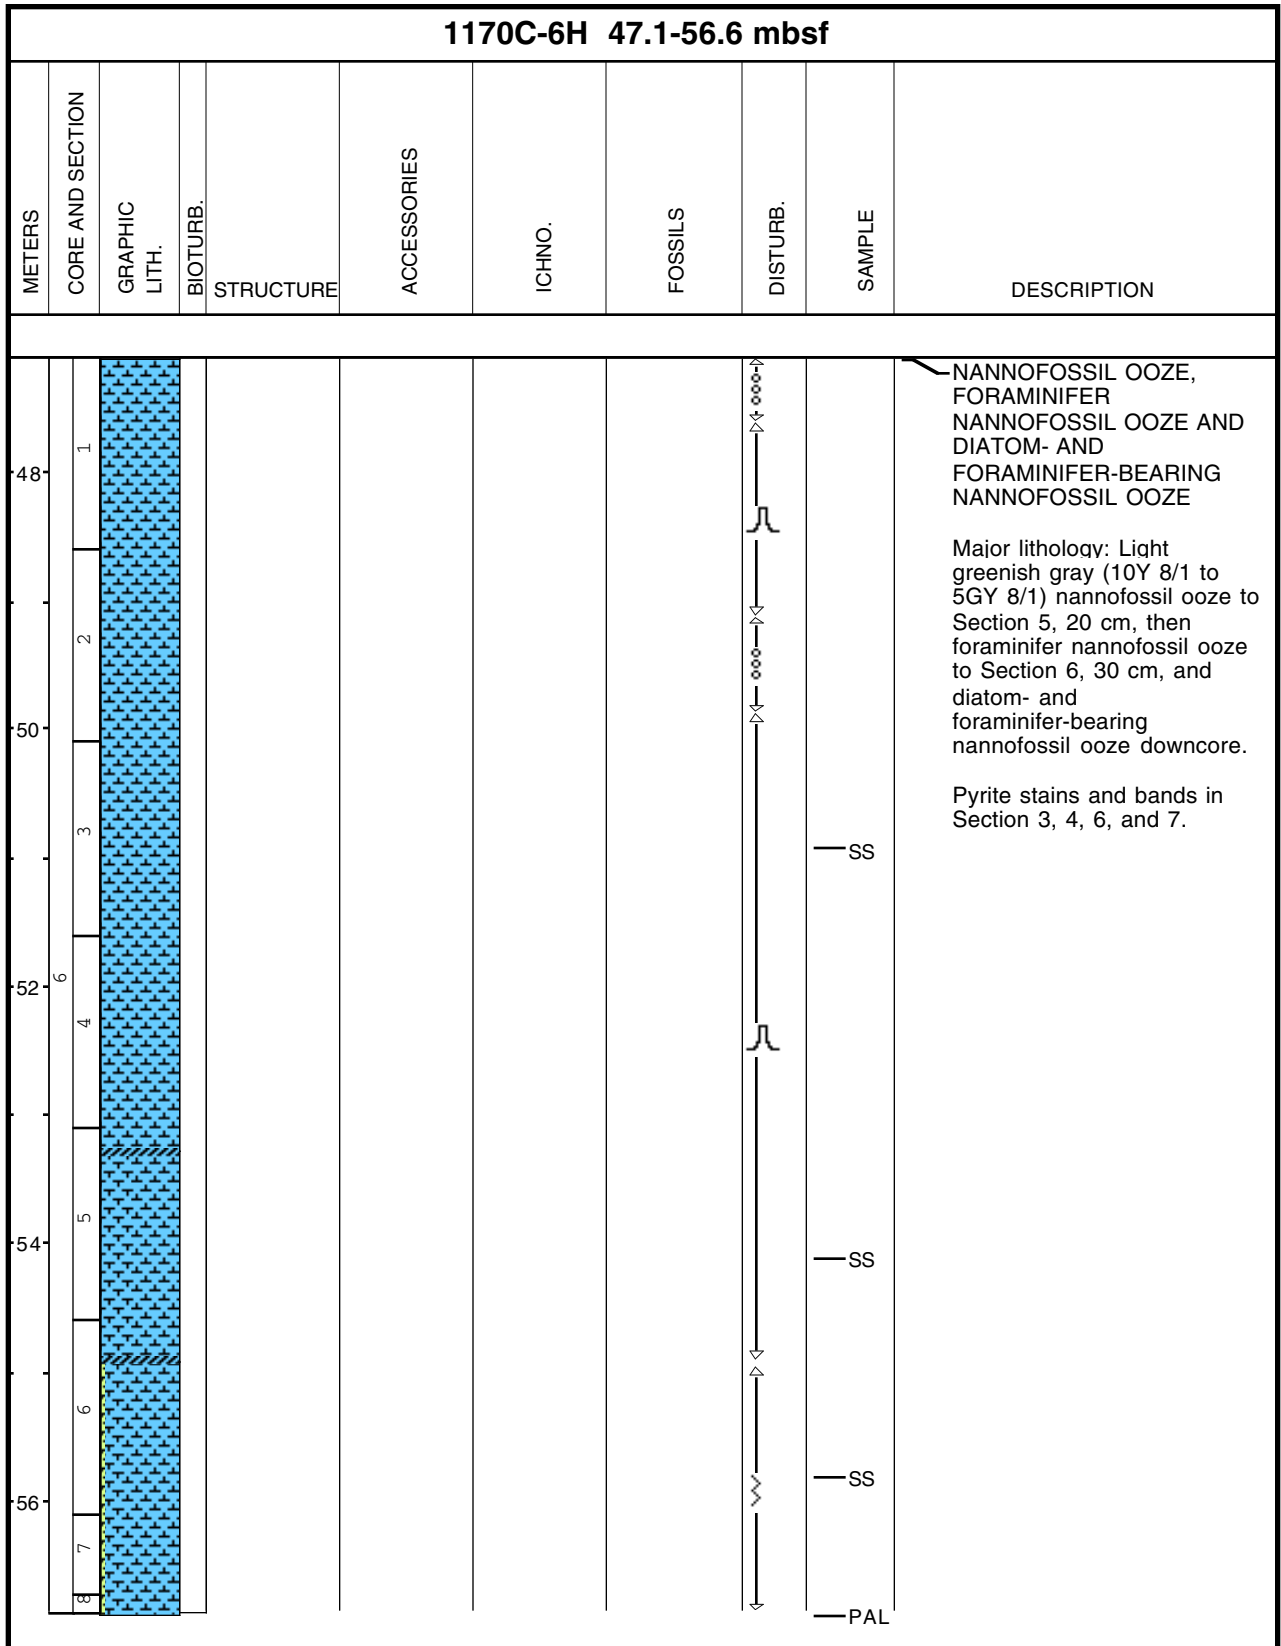 1170C-6H 47.1-56.6 mbsf
METERS
CORE AND SECTION
GRAPHIC
LITH.
BIOTURB.
STRUCTURE
ACCESSORIES
ICHNO.
FOSSILS
DISTURB.
SAMPLE
DESCRIPTION
NANNOFOSSIL OOZE,
FORAMINIFER
NANNOFOSSIL OOZE AND
DIATOM- AND
FORAMINIFER-BEARING
NANNOFOSSIL OOZE
Major lithology: Light
greenish gray (10Y 8/1 to
5GY 8/1) nannofossil ooze to
Section 5, 20 cm, then
foraminifer nannofossil ooze
to Section 6, 30 cm, and
diatom- and
foraminifer-bearing
nannofossil ooze downcore.
Pyrite stains and bands in
Section 3, 4, 6, and 7.
1
48
2
50
3
SS
6
52
4
5
54
SS
6
SS
56
7
8
PAL